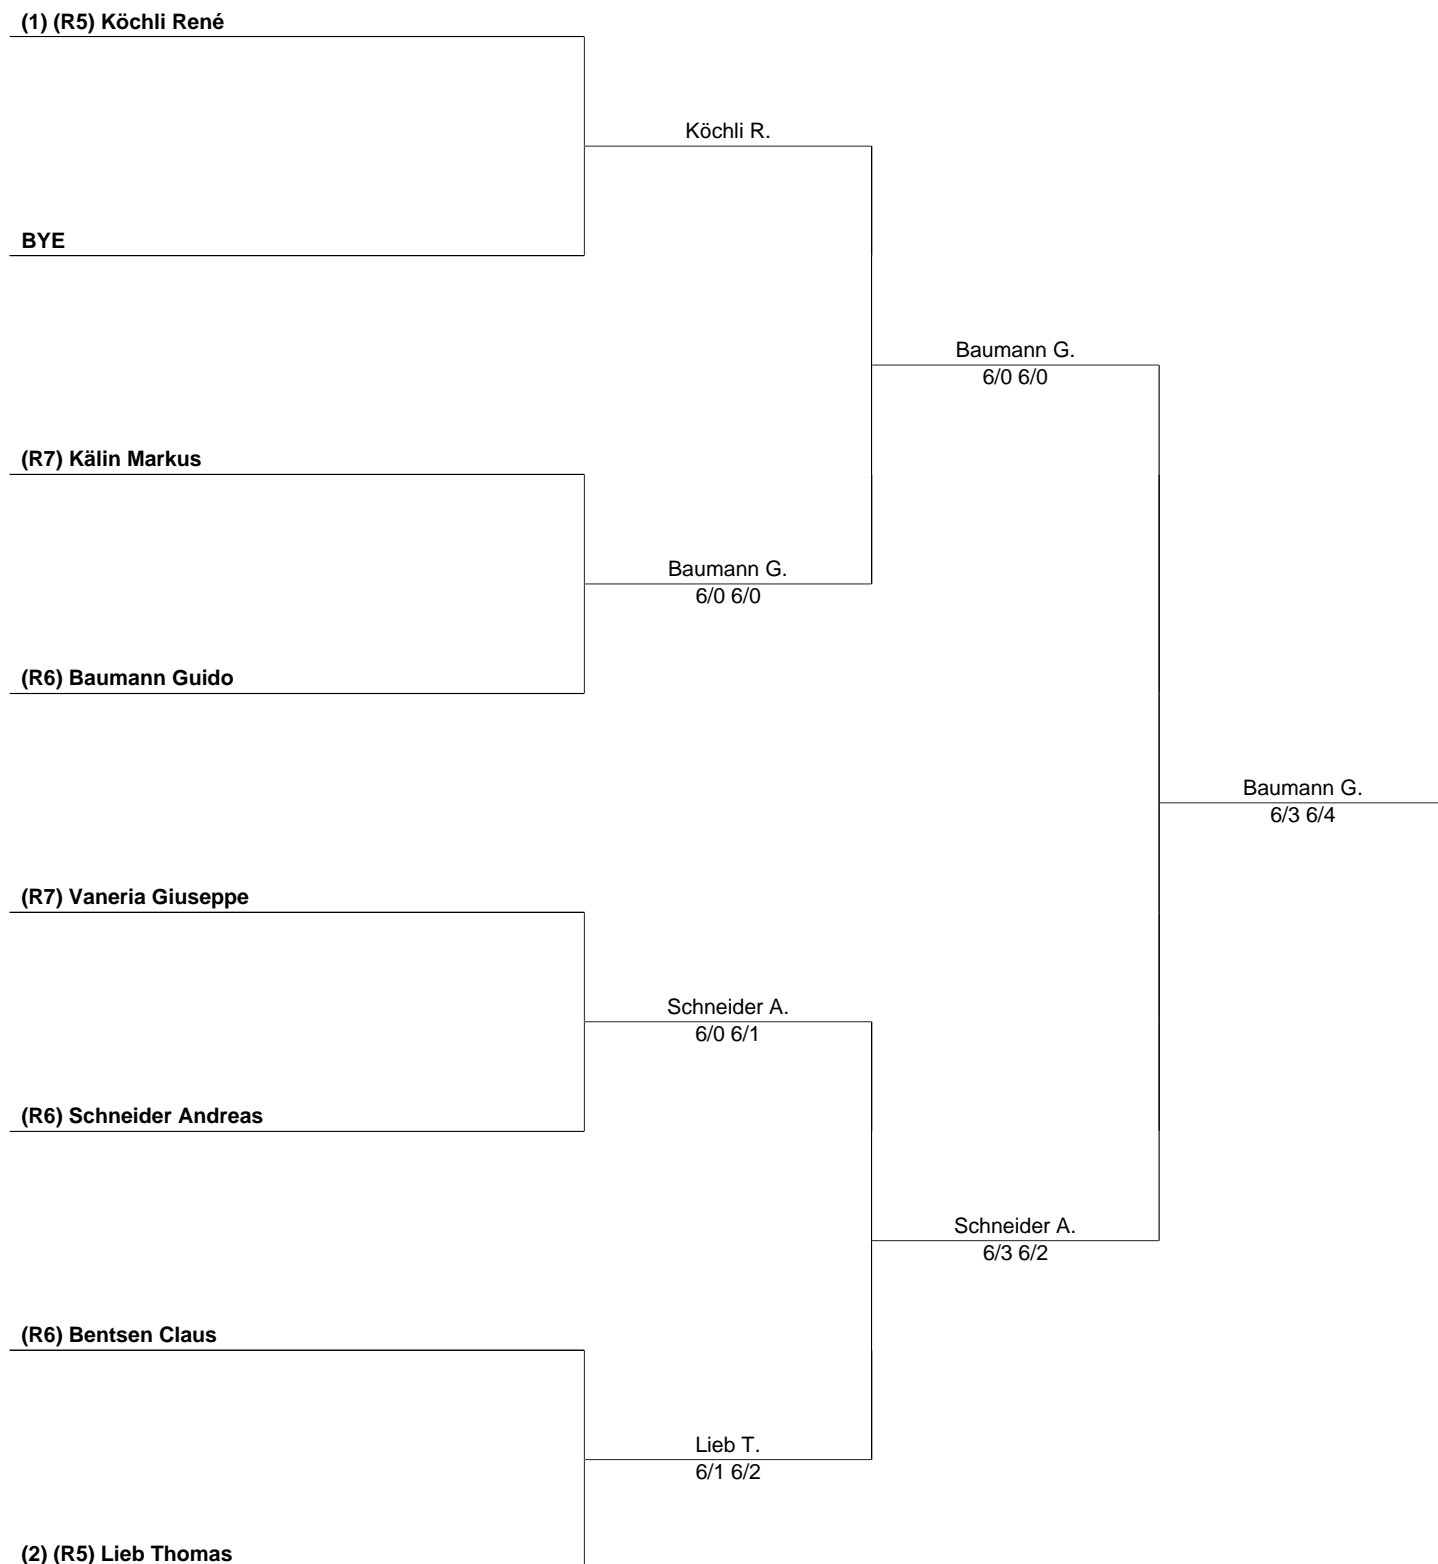 (1) (R5) Köchli René
Köchli R.
BYE
Baumann G.
6/0 6/0
(R7) Kälin Markus
Baumann G.
6/0 6/0
(R6) Baumann Guido
Baumann G.
6/3 6/4
(R7) Vaneria Giuseppe
Schneider A.
6/0 6/1
(R6) Schneider Andreas
Schneider A.
6/3 6/2
(R6) Bentsen Claus
Lieb T.
6/1 6/2
(2) (R5) Lieb Thomas